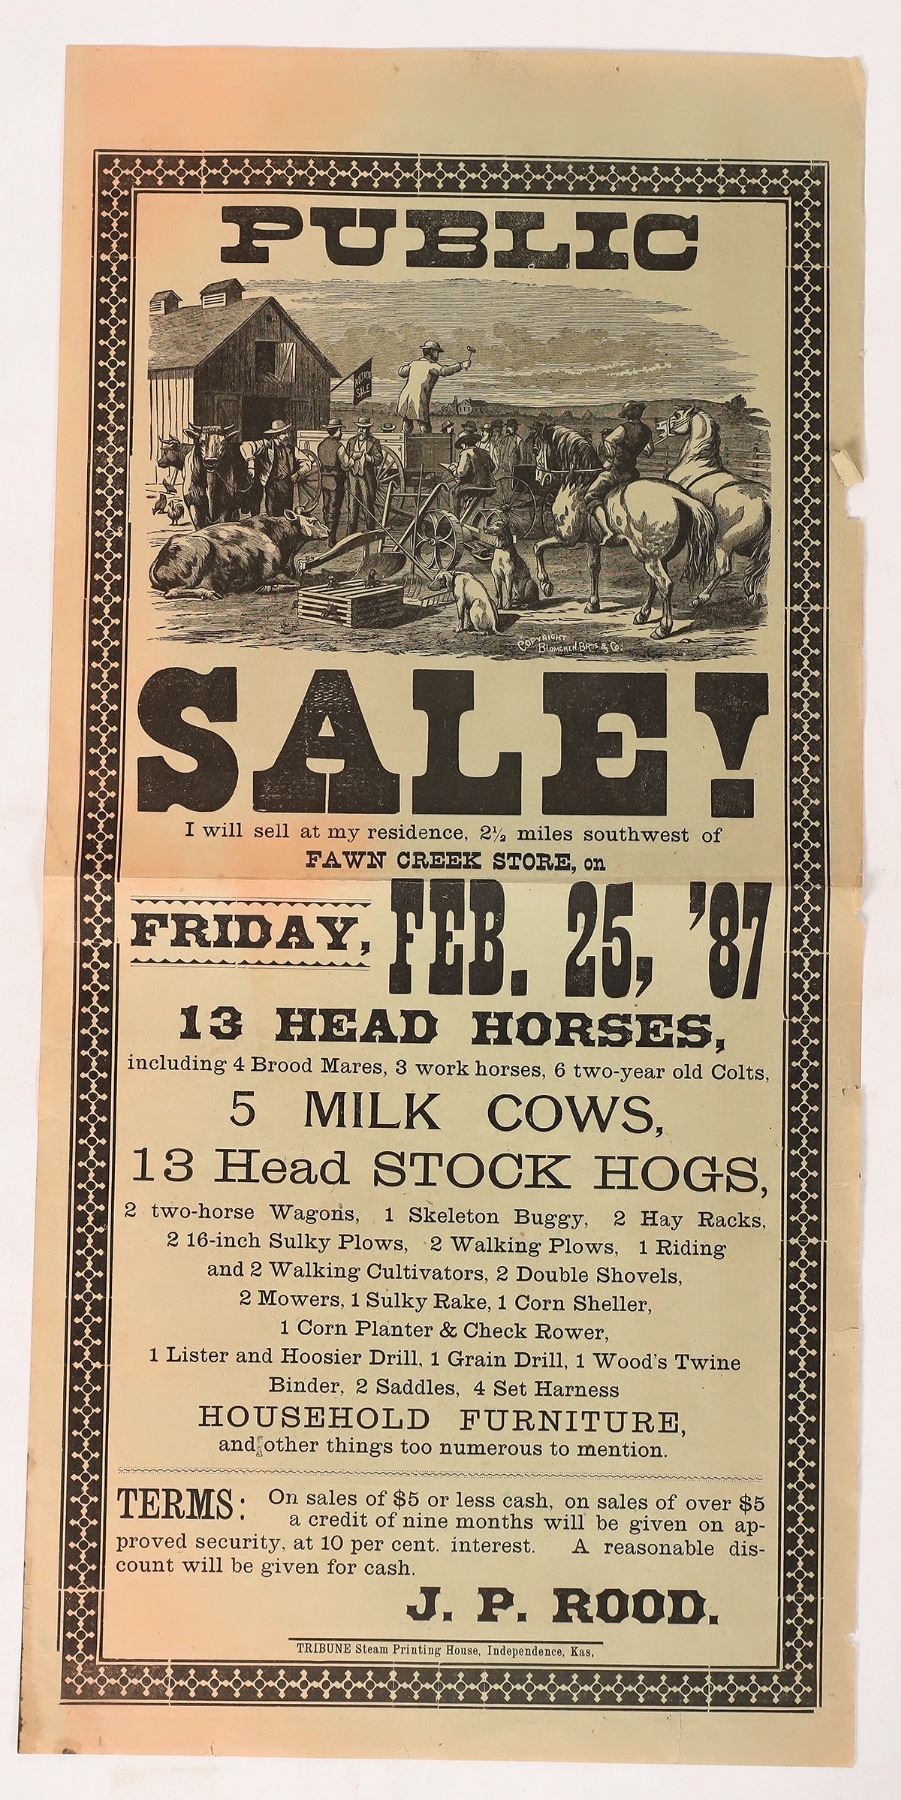 PUBLIC
AUCTION
SALE
COPYRIGHT
BLOMGREN BROS & Co.
SALE!
I will sell at my residence, 2½ miles southwest of
FAWN CREEK STORE, on
FRIDAY, FEB. 25, '87
13 HEAD HORSES,
including 4 Brood Mares, 3 work horses, 6 two-year old Colts,
5 MILK COWS,
13 Head STOCK HOGS,
2 two-horse Wagons, 1 Skeleton Buggy, 2 Hay Racks,
2 16-inch Sulky Plows, 2 Walking Plows, 1 Riding
and 2 Walking Cultivators, 2 Double Shovels,
2 Mowers, 1 Sulky Rake, 1 Corn Sheller,
1 Corn Planter & Check Rower,
1 Lister and Hoosier Drill, 1 Grain Drill, 1 Wood's Twine
Binder, 2 Saddles, 4 Set Harness
HOUSEHOLD FURNITURE,
and other things too numerous to mention.
TERMS: On sales of $5 or less cash, on sales of over $5
a credit of nine months will be given on ap-
proved security, at 10 per cent. interest. A reasonable dis-
count will be given for cash.
J. P. ROOD.
TRIBUNE Steam Printing House, Independence, Kas.